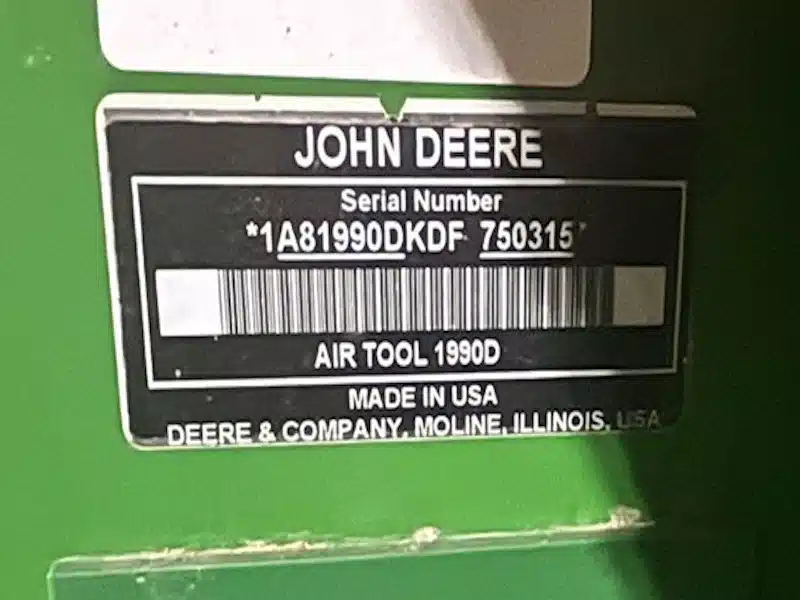 JOHN DEERE
Serial Number
*1A81990DKDF 750315*
AIR TOOL 1990D
MADE IN USA
DEERE & COMPANY, MOLINE, ILLINOIS, USA